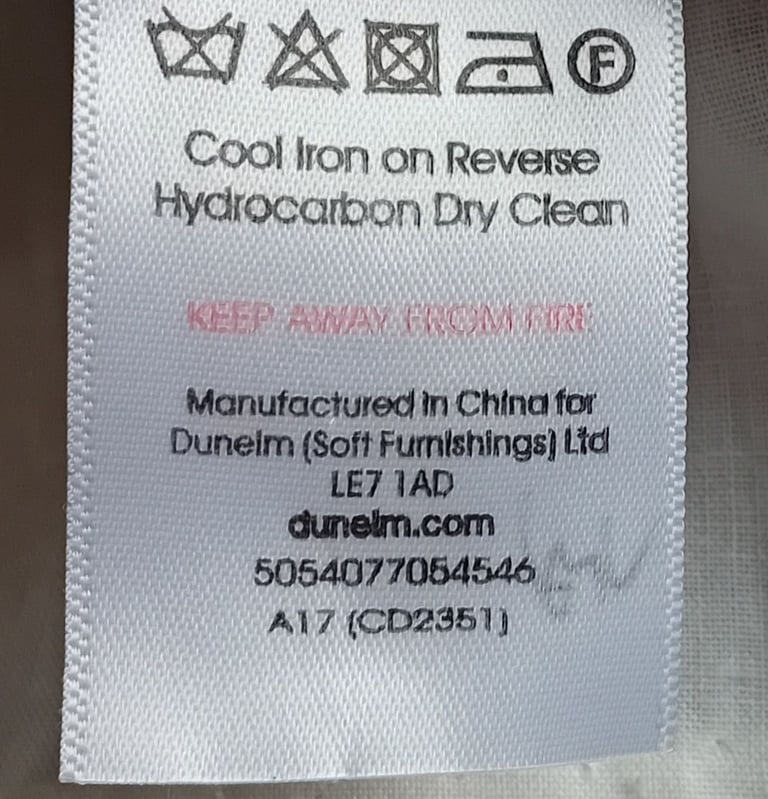 F
Cool Iron on Reverse
Hydrocarbon Dry Clean
KEEP AWAY FROM FIRE
Manufactured in China for
Dunelm (Soft Furnishings) Ltd
LE7 1AD
dunelm.com
5054077054546
A17 (CD2351)